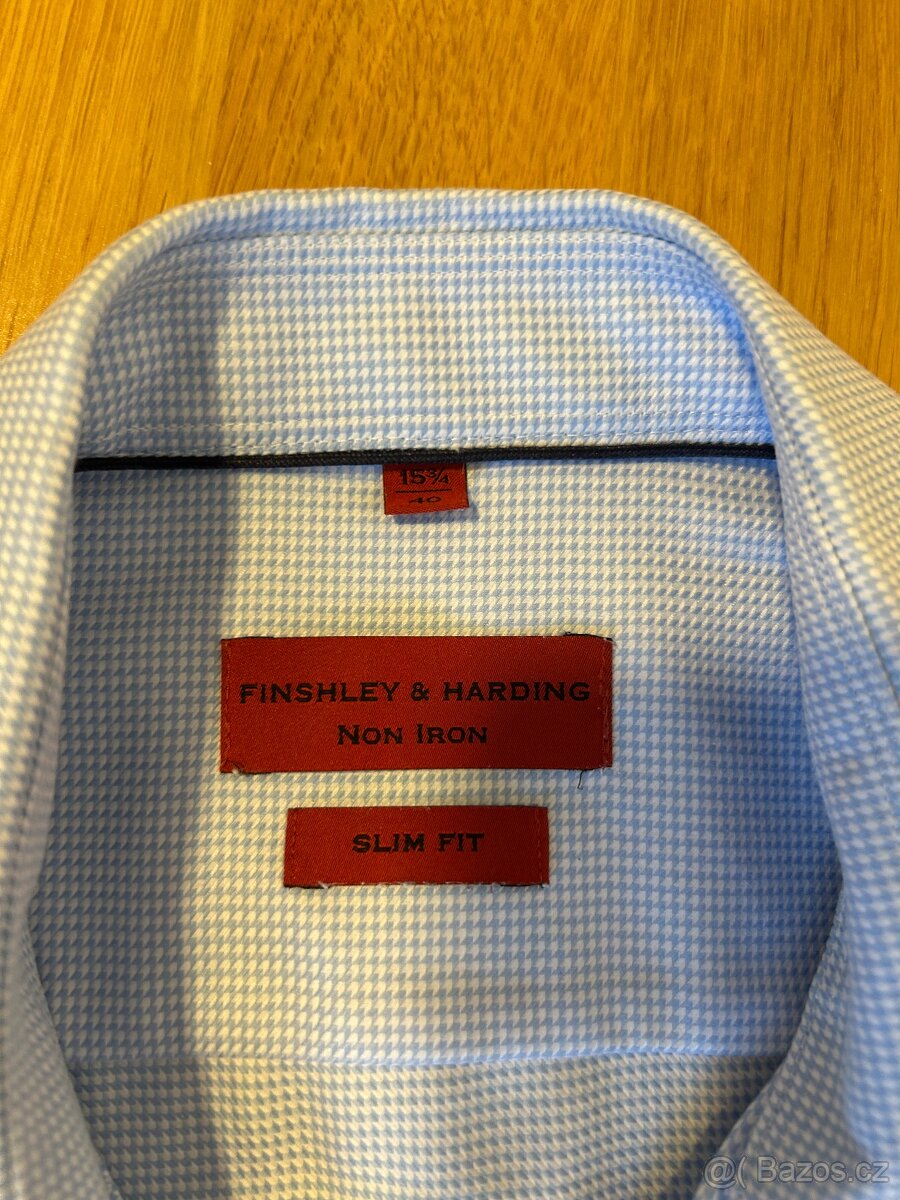 15¾
40
FINSHLEY & HARDING
NON IRON
SLIM FIT
@( Bazos.cz